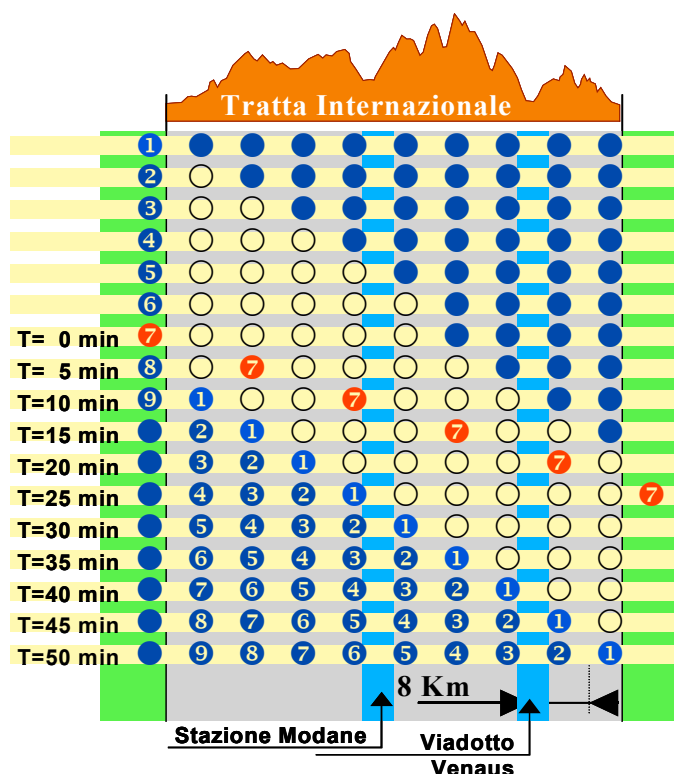 Tratta Internazionale
1
2
3
4
5
6
T= 0 min 7
T= 5 min 8 7
T=10 min 9 1 7
T=15 min 2 1 7
T=20 min 3 2 1 7
T=25 min 4 3 2 1 7
T=30 min 5 4 3 2 1
T=35 min 6 5 4 3 2 1
T=40 min 7 6 5 4 3 2 1
T=45 min 8 7 6 5 4 3 2 1
T=50 min 9 8 7 6 5 4 3 2 1
8 Km
Stazione Modane
Viadotto
Venaus